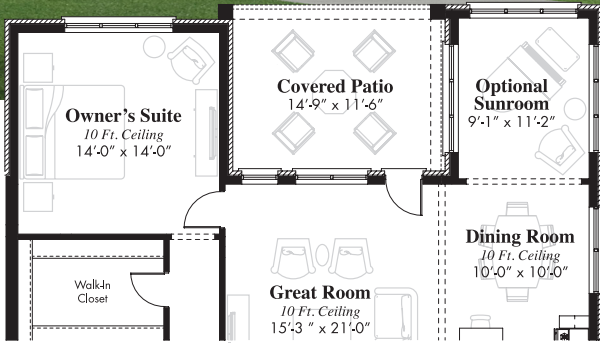 Owner's Suite
10 Ft. Ceiling
14'-0" x 14'-0"
Covered Patio
14'-9" x 11'-6"
Optional
Sunroom
9'-1" x 11'-2"
Dining Room
10 Ft. Ceiling
10'-0" x 10'-0"
Walk-In
Closet
Great Room
10 Ft. Ceiling
15'-3 " x 21'-0"